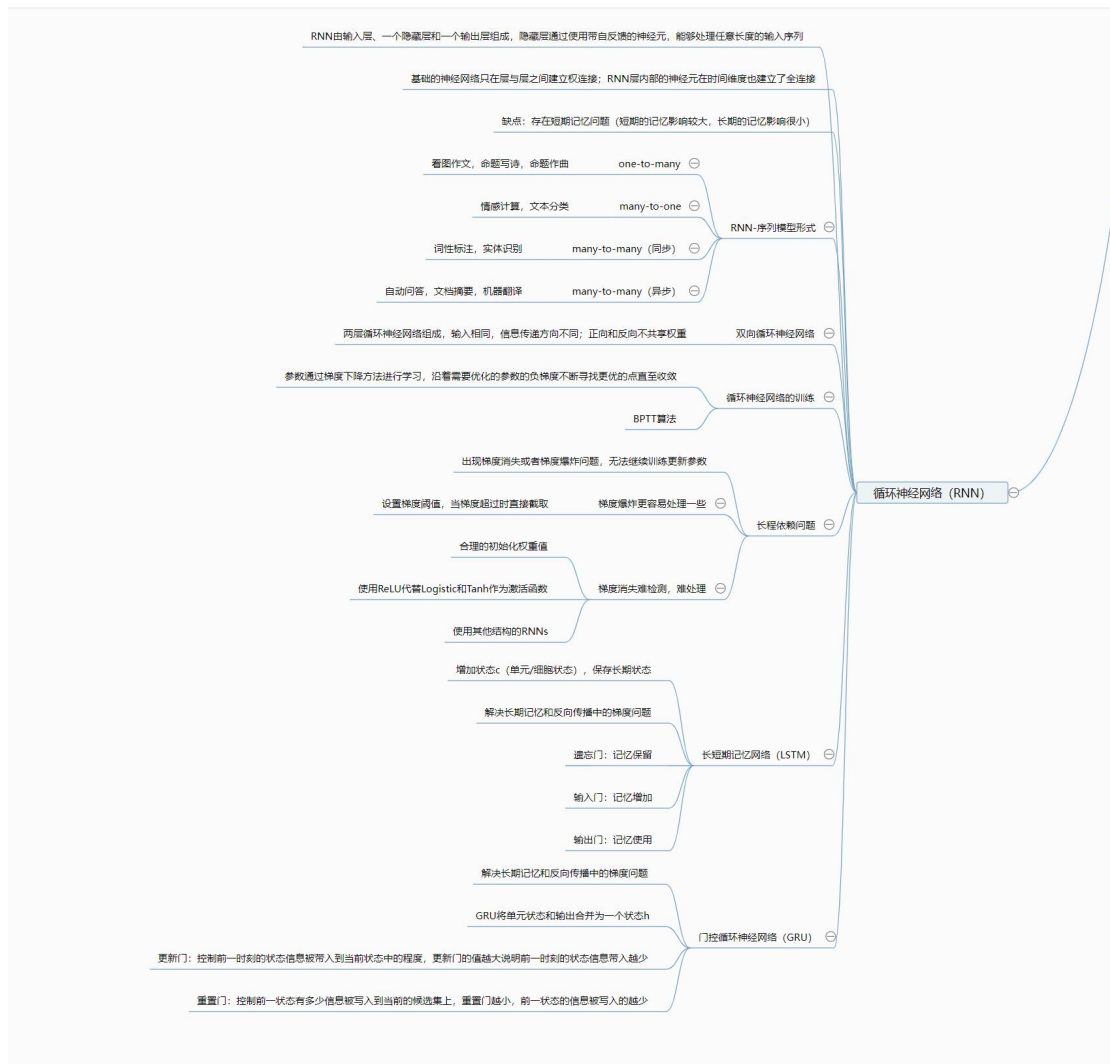 RNN由输入层、一个隐藏层和一个输出层组成，隐藏层通过使用带自反馈的神经元，能够处理任意长度的输入序列
基础的神经网络只在层与层之间建立权连接；RNN层内部的神经元在时间维度也建立了全连接
缺点：存在短期记忆问题（短期的记忆影响较大，长期的记忆影响很小）
看图作文，命题写诗，命题作曲 one-to-many
情感计算，文本分类 many-to-one
RNN-序列模型形式
词性标注，实体识别 many-to-many（同步）
自动问答，文档摘要，机器翻译 many-to-many（异步）
两层循环神经网络组成，输入相同，信息传递方向不同；正向和反向不共享权重 双向循环神经网络
参数通过梯度下降方法进行学习，沿着需要优化的参数的负梯度不断寻找更优的点直至收敛
循环神经网络的训练
BPTT算法
出现梯度消失或者梯度爆炸问题，无法继续训练更新参数
循环神经网络（RNN）
设置梯度阈值，当梯度超过时直接截取 梯度爆炸更容易处理一些
长程依赖问题
合理的初始化权重值
使用ReLU代替Logistic和Tanh作为激活函数 梯度消失难检测，难处理
使用其他结构的RNNs
增加状态c（单元/细胞状态），保存长期状态
解决长期记忆和反向传播中的梯度问题
遗忘门：记忆保留 长短期记忆网络（LSTM）
输入门：记忆增加
输出门：记忆使用
解决长期记忆和反向传播中的梯度问题
GRU将单元状态和输出合并为一个状态h
门控循环神经网络（GRU）
更新门：控制前一时刻的状态信息被带入到当前状态中的程度，更新门的值越大说明前一时刻的状态信息带入越少
重置门：控制前一状态有多少信息被写入到当前的候选集上，重置门越小，前一状态的信息被写入的越少